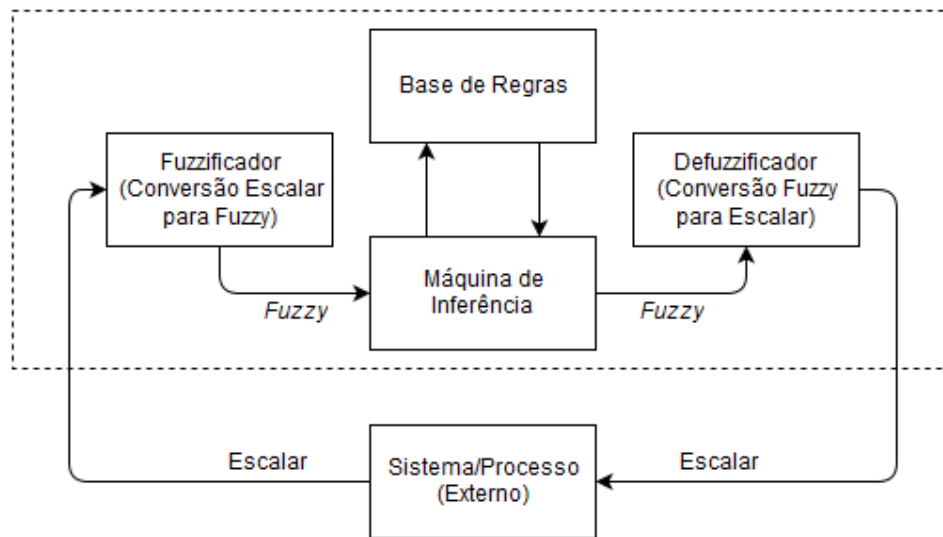 Base de Regras
Fuzzificador
(Conversão Escalar
para Fuzzy)
Defuzzificador
(Conversão Fuzzy
para Escalar)
Máquina de
Inferência
Fuzzy
Fuzzy
Escalar
Sistema/Processo
(Externo)
Escalar